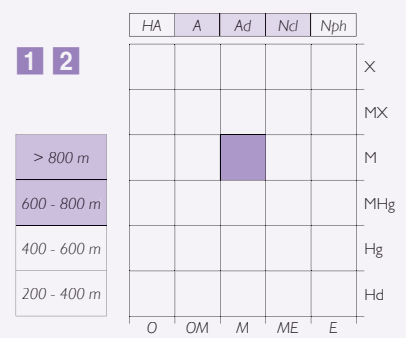 HA A Ad Ncl Nph
1 2
X
MX
M
MHg
Hg
Hd
> 800 m
600 - 800 m
400 - 600 m
200 - 400 m
O OM M ME E